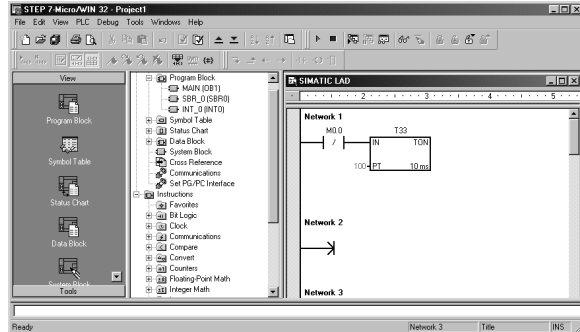 STEP 7-Micro/WIN 32 - Project1
File Edit View PLC Debug Tools Windows Help
View
Program Block
Symbol Table
Status Chart
Data Block
System Block
Tools
Program Block
MAIN (OB1)
SBR_0 (SBR0)
INT_0 (INT0)
Symbol Table
Status Chart
Data Block
System Block
Cross Reference
Communications
Set PG/PC Interface
Instructions
Favorites
Bit Logic
Clock
Communications
Compare
Convert
Counters
Floating-Point Math
Integer Math
SIMATIC LAD
2 3 4 5
Network 1
M0.0 T33
/ IN TON
100 PT 10 ms
Network 2
Network 3
Ready Network 3 Title INS